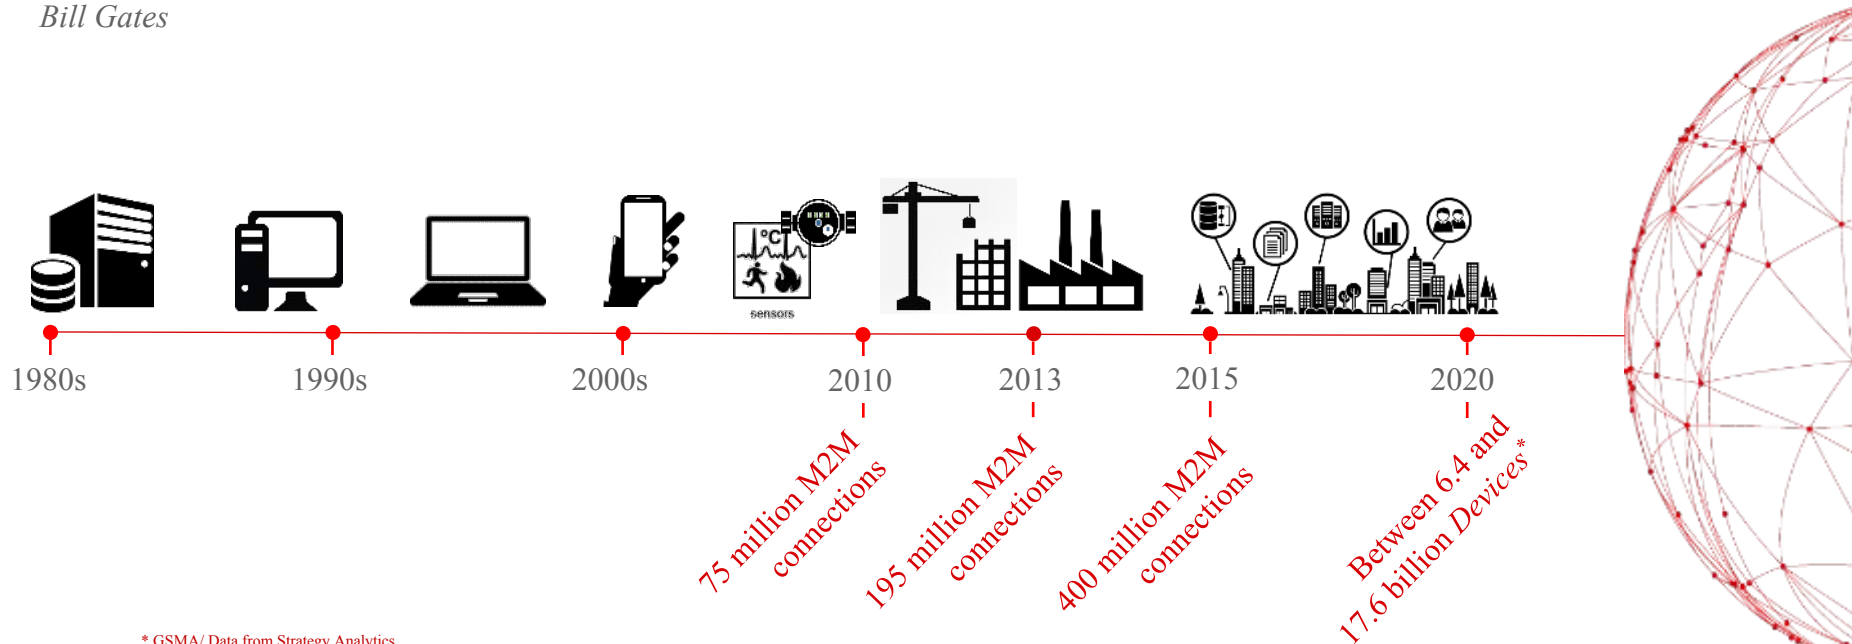 Bill Gates
°C
sensors
1980s
1990s
2000s
2010
2013
2015
2020
75 million M2M
connections
195 million M2M
connections
400 million M2M
connections
Between 6.4 and
17.6 billion Devices*
* GSMA/ Data from Strategy Analytics